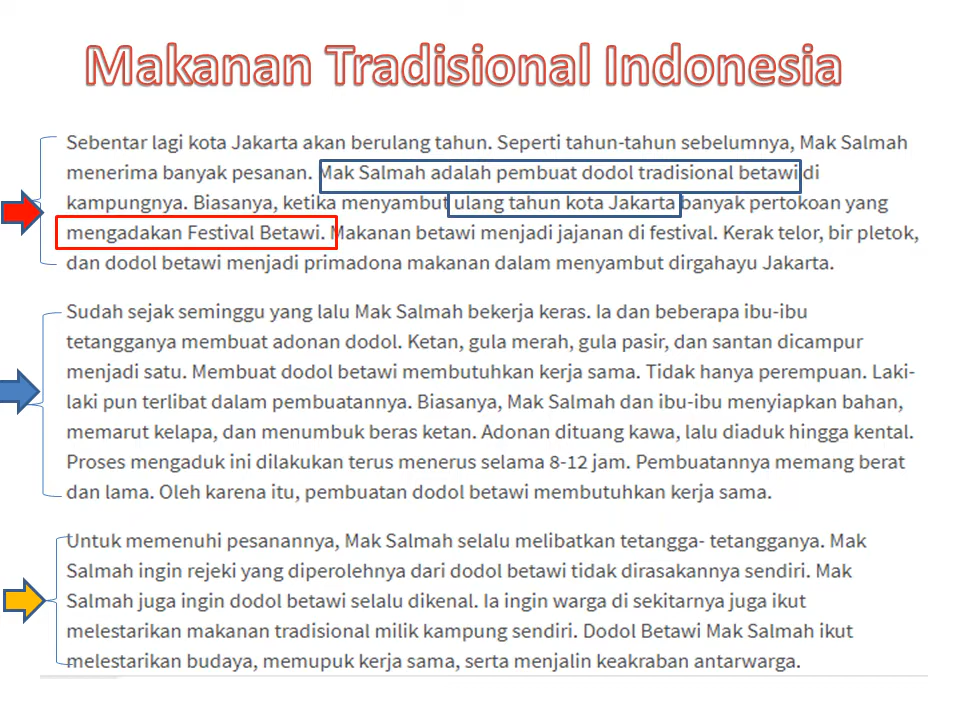 Makanan Tradisional Indonesia
Sebentar lagi kota Jakarta akan berulang tahun. Seperti tahun-tahun sebelumnya, Mak Salmah
menerima banyak pesanan. Mak Salmah adalah pembuat dodol tradisional betawi di
kampungnya. Biasanya, ketika menyambut ulang tahun kota Jakarta banyak pertokoan yang
mengadakan Festival Betawi. Makanan betawi menjadi jajanan di festival. Kerak telor, bir pletok,
dan dodol betawi menjadi primadona makanan dalam menyambut dirgahayu Jakarta.
Sudah sejak seminggu yang lalu Mak Salmah bekerja keras. Ia dan beberapa ibu-ibu
tetangganya membuat adonan dodol. Ketan, gula merah, gula pasir, dan santan dicampur
menjadi satu. Membuat dodol betawi membutuhkan kerja sama. Tidak hanya perempuan. Laki-
laki pun terlibat dalam pembuatannya. Biasanya, Mak Salmah dan ibu-ibu menyiapkan bahan,
memarut kelapa, dan menumbuk beras ketan. Adonan dituang kawa, lalu diaduk hingga kental.
Proses mengaduk ini dilakukan terus menerus selama 8-12 jam. Pembuatannya memang berat
dan lama. Oleh karena itu, pembuatan dodol betawi membutuhkan kerja sama.
Untuk memenuhi pesanannya, Mak Salmah selalu melibatkan tetangga- tetangganya. Mak
Salmah ingin rejeki yang diperolehnya dari dodol betawi tidak dirasakannya sendiri. Mak
Salmah juga ingin dodol betawi selalu dikenal. Ia ingin warga di sekitarnya juga ikut
melestarikan makanan tradisional milik kampung sendiri. Dodol Betawi Mak Salmah ikut
melestarikan budaya, memupuk kerja sama, serta menjalin keakraban antarwarga.